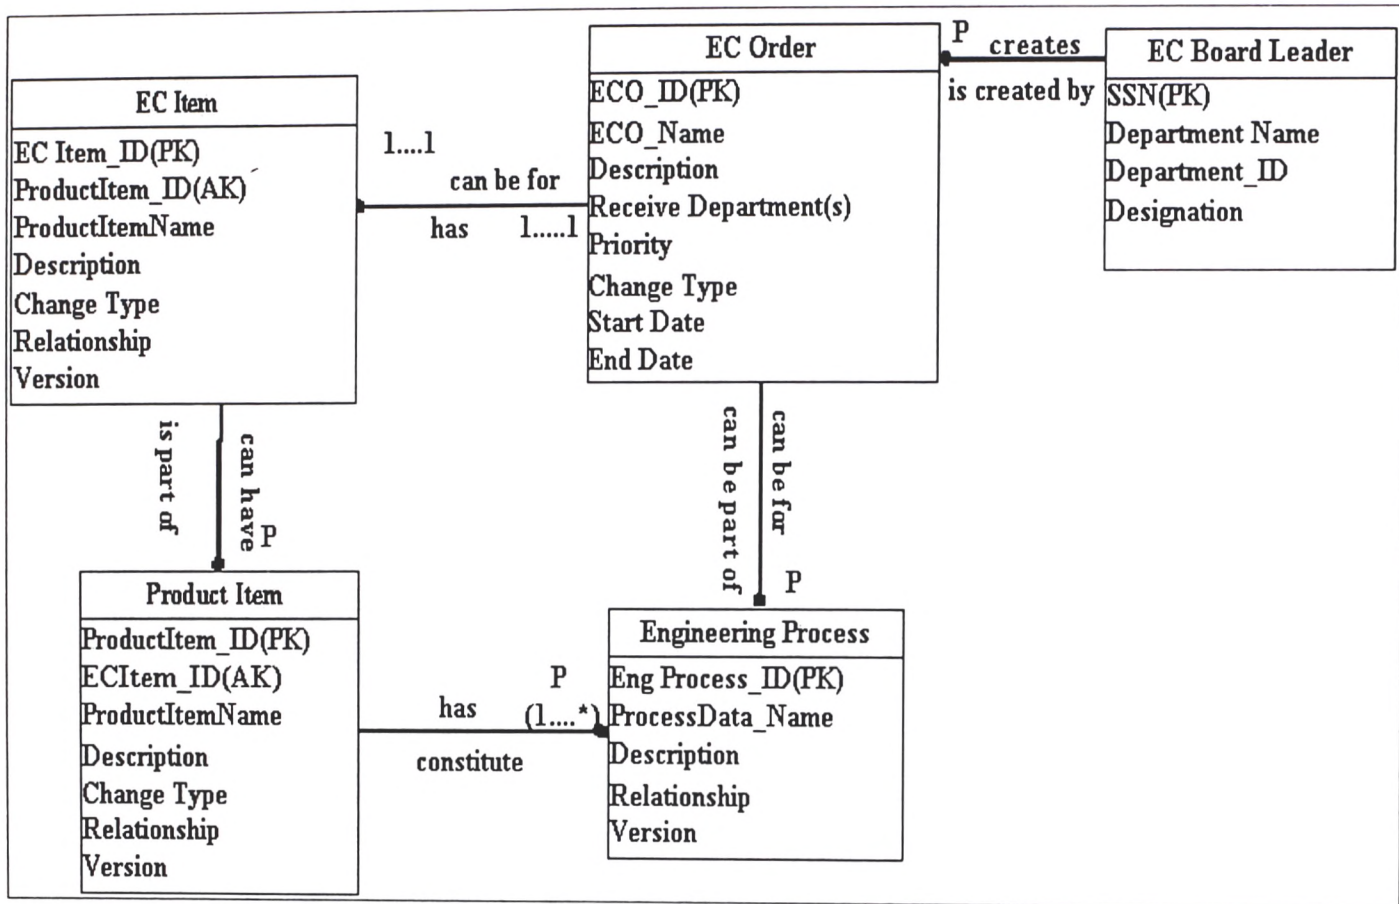 EC Item
EC Item_ID(PK)
ProductItem_ID(AK)
ProductItemName
Description
Change Type
Relationship
Version
1....1
can be for
has
1.....1
EC Order
ECO_ID(PK)
ECO_Name
Description
Receive Department(s)
Priority
Change Type
Start Date
End Date
P
creates
is created by
EC Board Leader
SSN(PK)
Department Name
Department_ID
Designation
is part of
can have
P
can be part of
can be for
P
Product Item
ProductItem_ID(PK)
ECItem_ID(AK)
ProductItemName
Description
Change Type
Relationship
Version
has
P
(1....*)
constitute
Engineering Process
Eng Process_ID(PK)
ProcessData_Name
Description
Relationship
Version